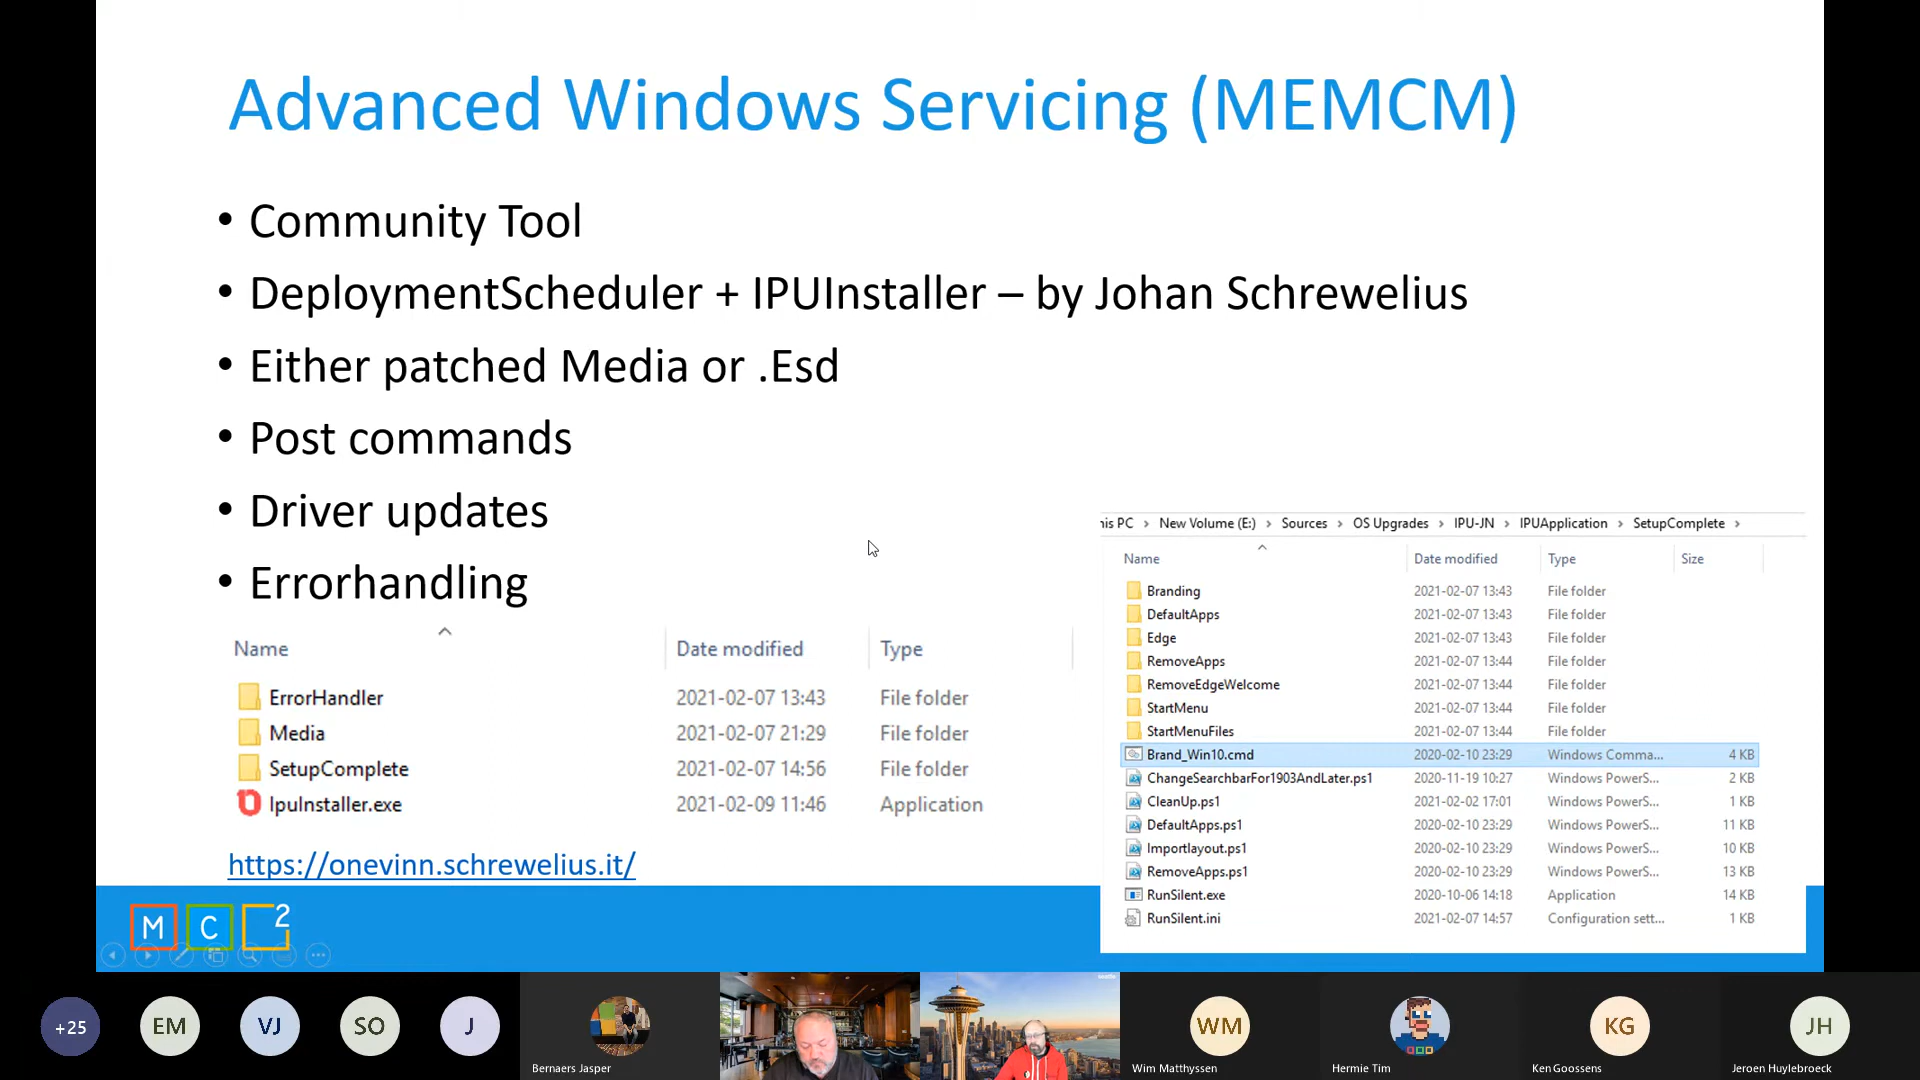 Advanced Windows Servicing (MEMCM)
• Community Tool
• DeploymentScheduler + IPUInstaller – by Johan Schrewelius
• Either patched Media or .Esd
• Post commands
• Driver updates
• Errorhandling
Name Date modified Type
ErrorHandler 2021-02-07 13:43 File folder
Media 2021-02-07 21:29 File folder
SetupComplete 2021-02-07 14:56 File folder
IpuInstaller.exe 2021-02-09 11:46 Application
https://onevinn.schrewelius.it/
his PC › New Volume (E:) › Sources › OS Upgrades › IPU-JN › IPUApplication › SetupComplete ›
Name Date modified Type Size
Branding 2021-02-07 13:43 File folder
DefaultApps 2021-02-07 13:43 File folder
Edge 2021-02-07 13:43 File folder
RemoveApps 2021-02-07 13:44 File folder
RemoveEdgeWelcome 2021-02-07 13:44 File folder
StartMenu 2021-02-07 13:44 File folder
StartMenuFiles 2021-02-07 13:44 File folder
Brand_Win10.cmd 2020-02-10 23:29 Windows Comma... 4 KB
ChangeSearchbarFor1903AndLater.ps1 2020-11-19 10:27 Windows PowerS... 2 KB
CleanUp.ps1 2021-02-02 17:01 Windows PowerS... 1 KB
DefaultApps.ps1 2020-02-10 23:29 Windows PowerS... 11 KB
Importlayout.ps1 2020-02-10 23:29 Windows PowerS... 10 KB
RemoveApps.ps1 2020-02-10 23:29 Windows PowerS... 13 KB
RunSilent.exe 2020-10-06 14:18 Application 14 KB
RunSilent.ini 2021-02-07 14:57 Configuration sett... 1 KB
M C 2
+25 EM VJ SO J WM KG JH
Bernaers Jasper Wim Matthyssen Hermie Tim Ken Goossens Jeroen Huylebroeck